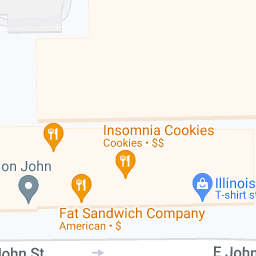 Insomnia Cookies
Cookies • $$
on John
Illinois
T-shirt st
Fat Sandwich Company
American • $
John St
E John